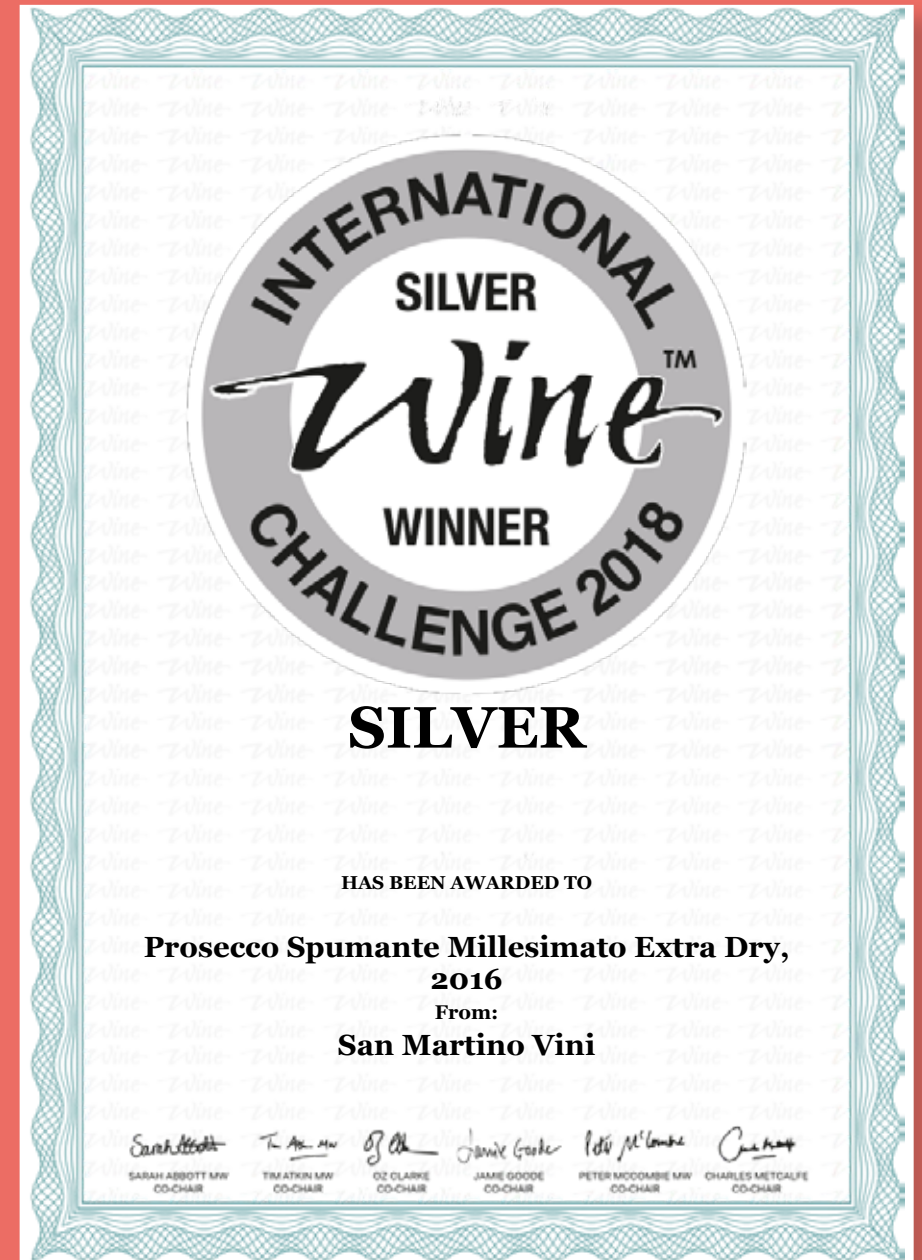 INTERNATIONAL
SILVER
Wine™
WINNER
CHALLENGE 2018
SILVER
HAS BEEN AWARDED TO
Prosecco Spumante Millesimato Extra Dry,
2016
From:
San Martino Vini
SARAH ABBOTT MW TIM ATKIN MW OZ CLARKE JAMIE GOODE PETER MCCOMBIE MW CHARLES METCALFE
CO-CHAIR CO-CHAIR CO-CHAIR CO-CHAIR CO-CHAIR CO-CHAIR